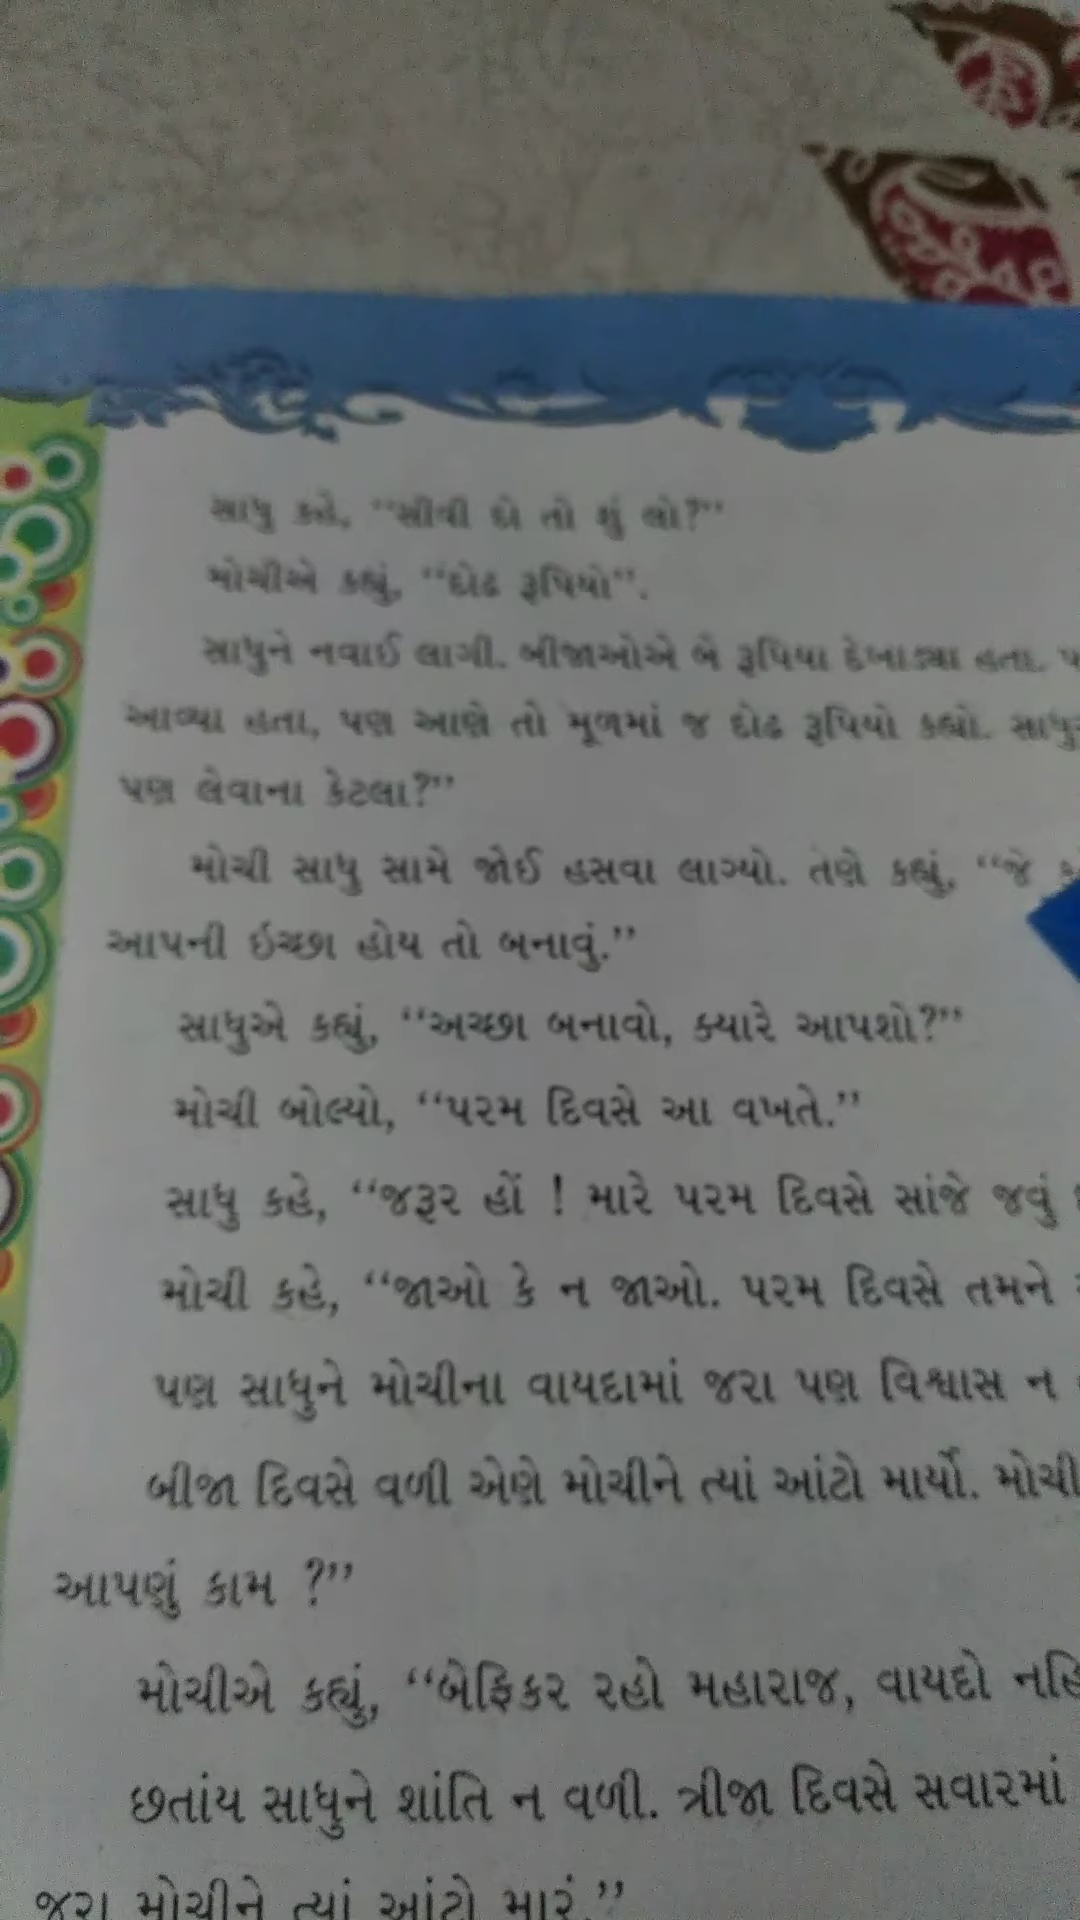 સાધુ કહે, “સીવી દો તો શું લો?”
મોચીએ કહ્યું, “દોઢ રૂપિયો”.
સાધુને નવાઈ લાગી. બીજાઓએ બે રૂપિયા દેખાડ્યા હતા.
આવ્યા હતા, પણ આણે તો મૂળમાં જ દોઢ રૂપિયો કહ્યો.
પણ લેવાના કેટલા?”
મોચી સાધુ સામે જોઈ હસવા લાગ્યો. તેણે કહ્યું, “જે
આપની ઇચ્છા હોય તો બનાવું.”
સાધુએ કહ્યું, “અચ્છા બનાવો, ક્યારે આપશો?”
મોચી બોલ્યો, “પરમ દિવસે આ વખતે.”
સાધુ કહે, “જરૂર હોં ! મારે પરમ દિવસે સાંજે જવું
મોચી કહે, “જાઓ કે ન જાઓ. પરમ દિવસે તમને
પણ સાધુને મોચીના વાયદામાં જરા પણ વિશ્વાસ ન
બીજા દિવસે વળી એણે મોચીને ત્યાં આંટો માર્યો. મોચી
આપણું કામ ?”
મોચીએ કહ્યું, “બેફિકર રહો મહારાજ, વાયદો નહિ
છતાંય સાધુને શાંતિ ન વળી. ત્રીજા દિવસે સવારમાં
જરા મોચીને ત્યાં આંટો મારું.”